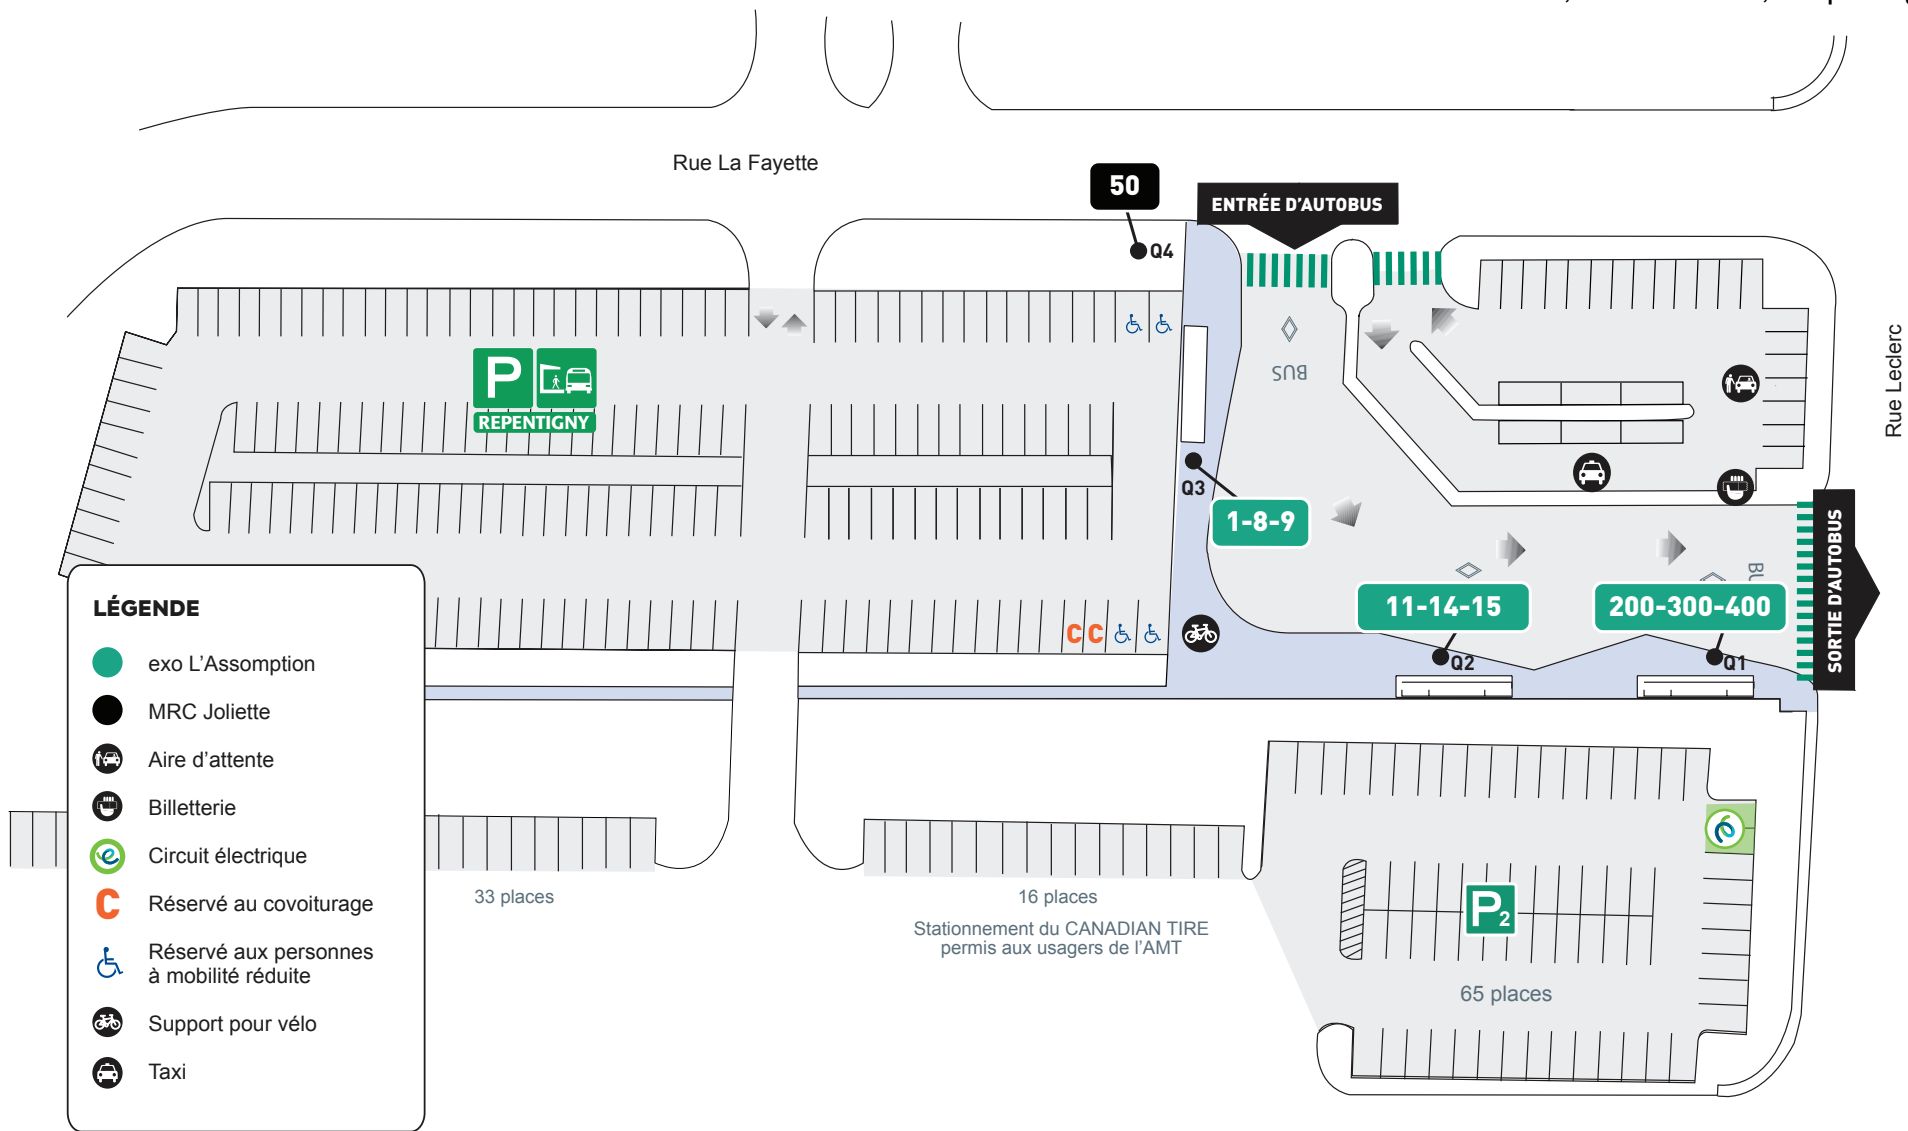 Rue La Fayette
50
ENTRÉE D'AUTOBUS
Q4
BUS
P
REPENTIGNY
Rue Leclerc
Q3
1-8-9
11-14-15
200-300-400
SORTIE D'AUTOBUS
C C
Q2
Q1
LÉGENDE
exo L'Assomption
MRC Joliette
Aire d'attente
Billetterie
Circuit électrique
C Réservé au covoiturage
Réservé aux personnes
à mobilité réduite
Support pour vélo
Taxi
33 places
16 places
Stationnement du CANADIAN TIRE
permis aux usagers de l'AMT
P2
65 places